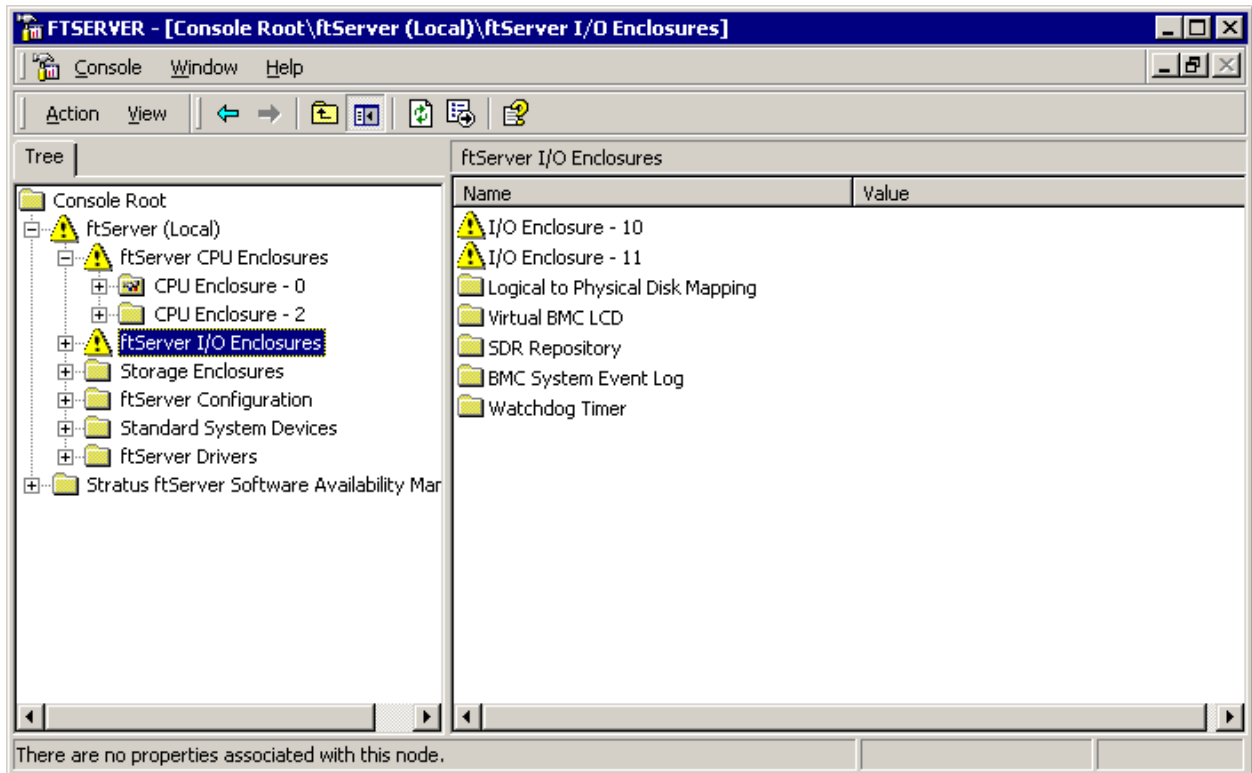 FTSERVER - [Console Root\ftServer (Local)\ftServer I/O Enclosures]
Console Window Help
Action View
Tree
ftServer I/O Enclosures
Console Root
ftServer (Local)
ftServer CPU Enclosures
CPU Enclosure - 0
CPU Enclosure - 2
ftServer I/O Enclosures
Storage Enclosures
ftServer Configuration
Standard System Devices
ftServer Drivers
Stratus ftServer Software Availability Mar
Name Value
I/O Enclosure - 10
I/O Enclosure - 11
Logical to Physical Disk Mapping
Virtual BMC LCD
SDR Repository
BMC System Event Log
Watchdog Timer
There are no properties associated with this node.